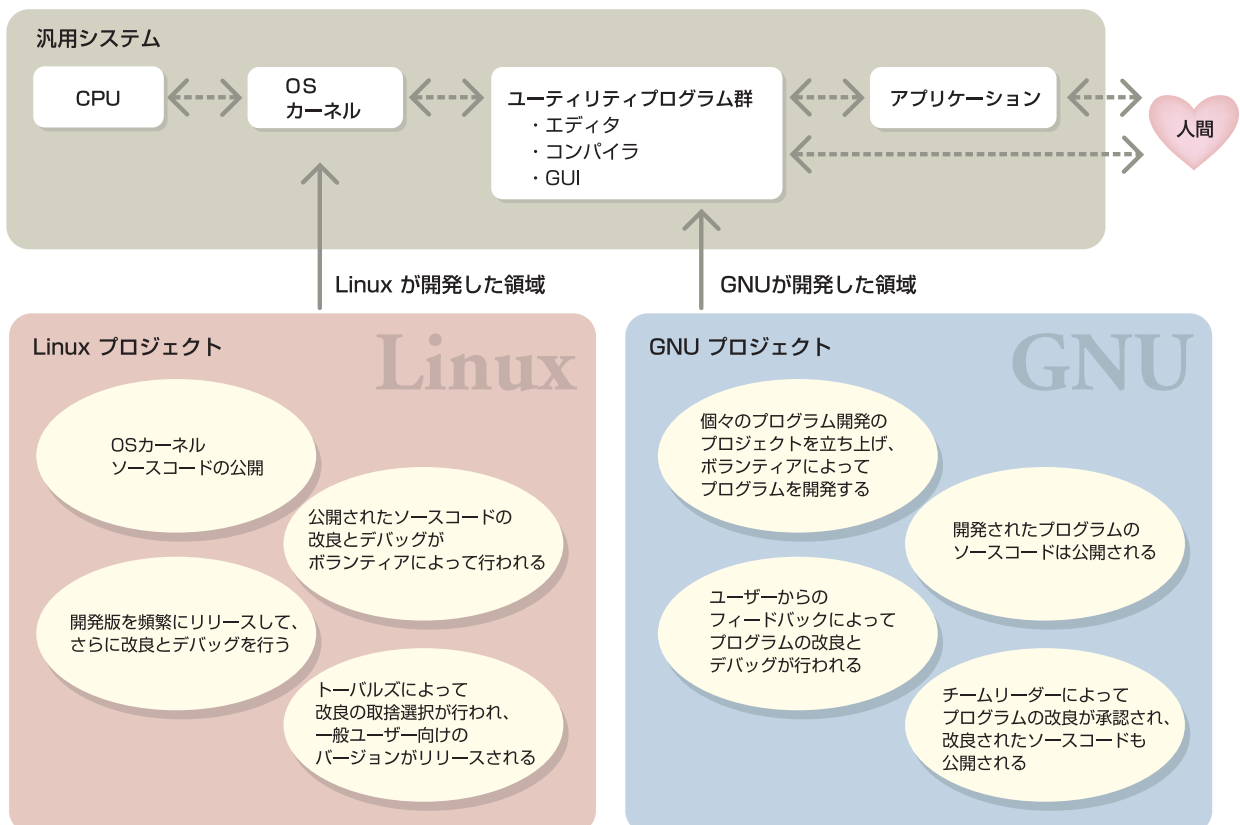 汎用システム
CPU
OS
カーネル
ユーティリティプログラム群
・エディタ
・コンパイラ
・GUI
アプリケーション
人間
Linux が開発した領域
GNUが開発した領域
Linux プロジェクト
Linux
OSカーネル
ソースコードの公開
公開されたソースコードの
改良とデバッグが
ボランティアによって行われる
開発版を頻繁にリリースして、
さらに改良とデバッグを行う
トーバルズによって
改良の取捨選択が行われ、
一般ユーザー向けの
バージョンがリリースされる
GNU プロジェクト
GNU
個々のプログラム開発の
プロジェクトを立ち上げ、
ボランティアによって
プログラムを開発する
開発されたプログラムの
ソースコードは公開される
ユーザーからの
フィードバックによって
プログラムの改良と
デバッグが行われる
チームリーダーによって
プログラムの改良が承認され、
改良されたソースコードも
公開される